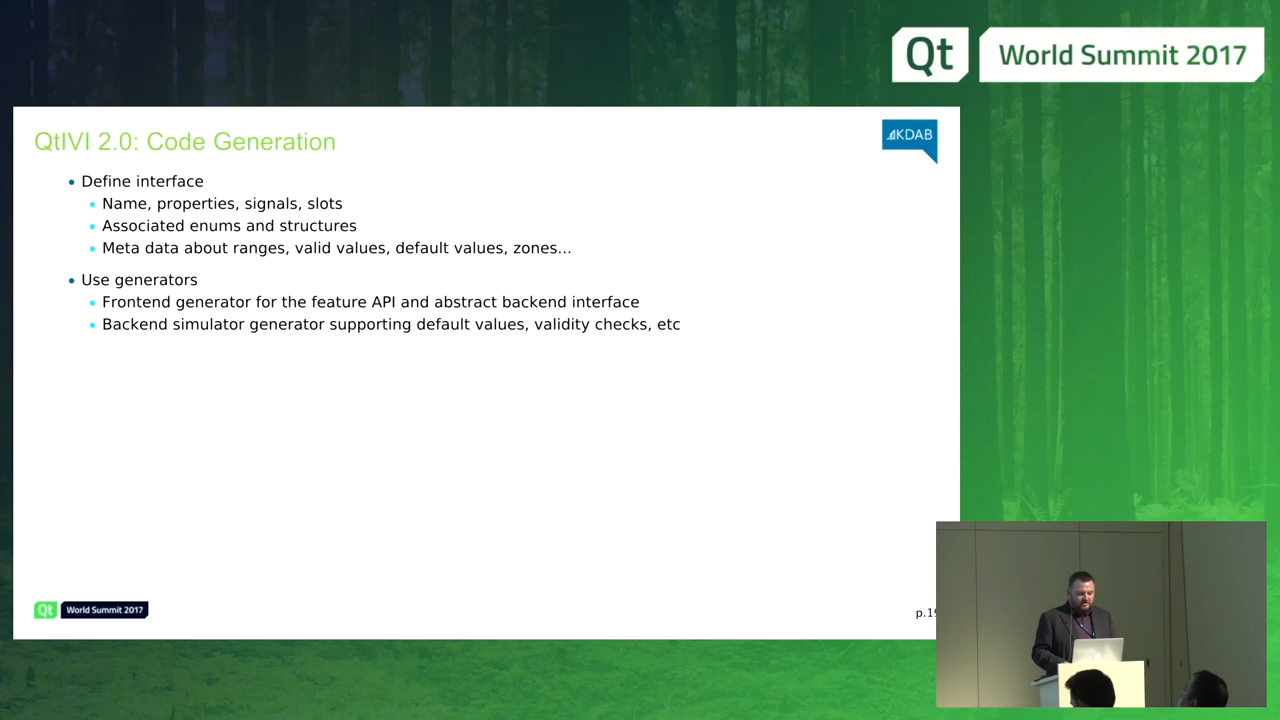 Qt World Summit 2017
QtIVI 2.0: Code Generation
KDAB
Define interface
Name, properties, signals, slots
Associated enums and structures
Meta data about ranges, valid values, default values, zones...
Use generators
Frontend generator for the feature API and abstract backend interface
Backend simulator generator supporting default values, validity checks, etc
Qt World Summit 2017